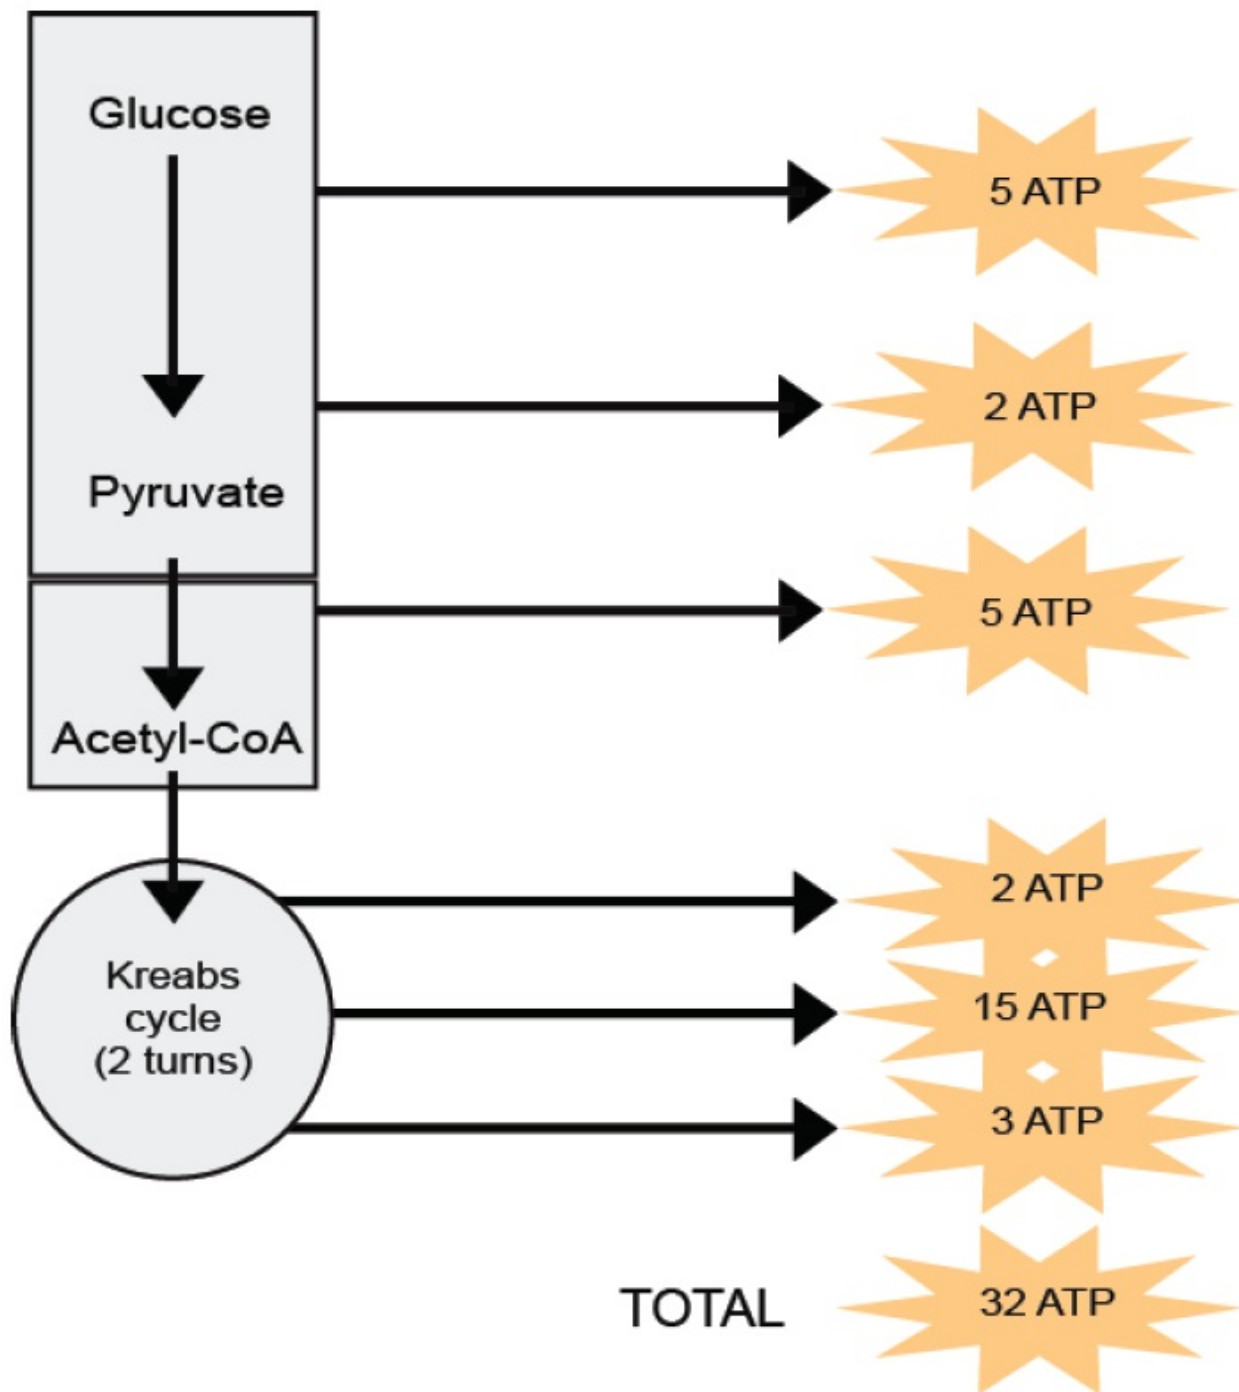 Glucose
5 ATP
2 ATP
Pyruvate
5 ATP
Acetyl-CoA
2 ATP
Kreabs
cycle
(2 turns)
15 ATP
3 ATP
TOTAL
32 ATP